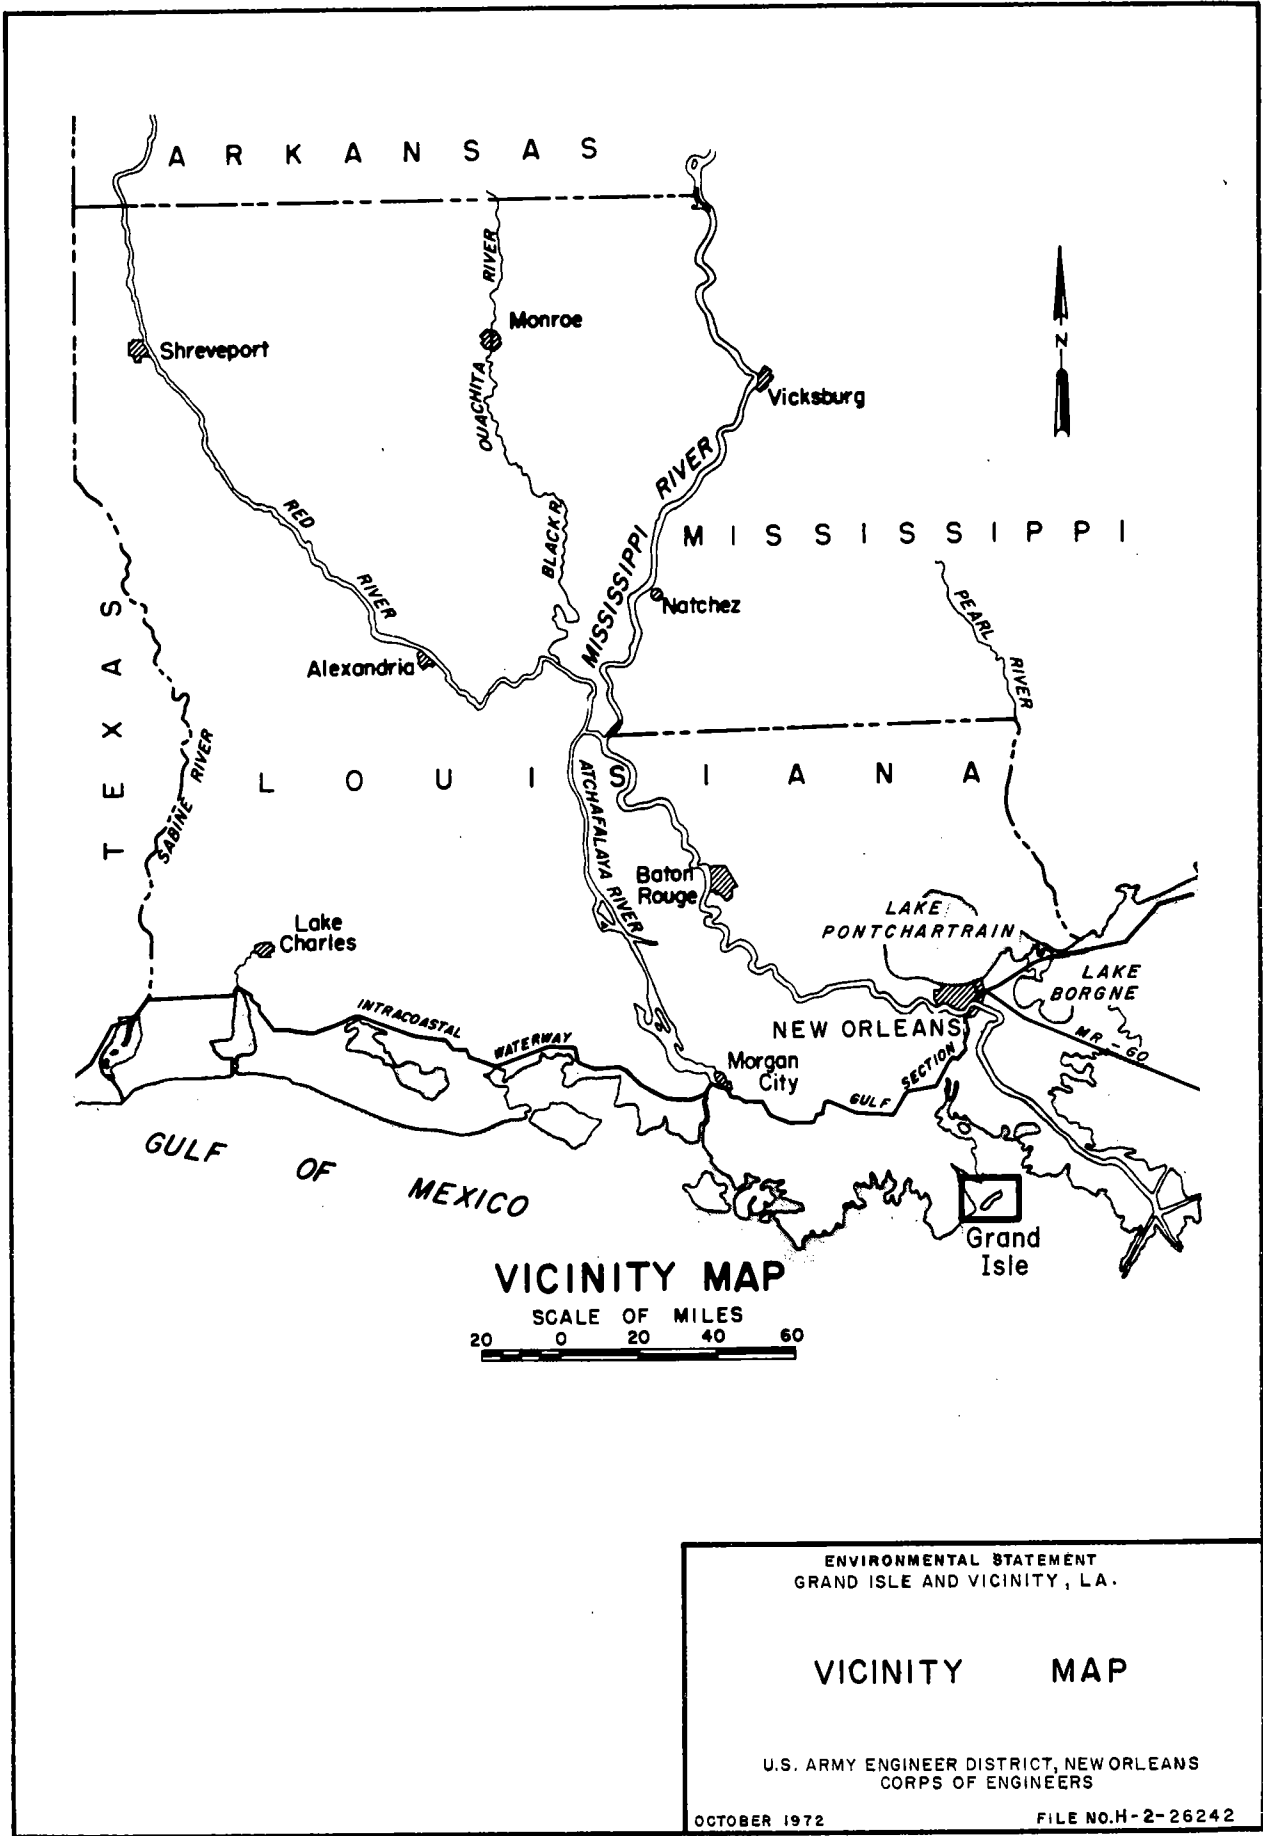 ARKANSAS
RIVER
Monroe
Shreveport
OUACHITA
Vicksburg
N
RIVER
MISSISSIPPI
RED
BLACK R.
MISSISSIPPI
RIVER
Natchez
PEARL
RIVER
Alexandria
TEXAS
SABINE RIVER
LOUISIANA
ATCHAFALAYA RIVER
Baton
Rouge
LAKE
PONTCHARTRAIN
Lake
Charles
LAKE
BORGNE
INTRACOASTAL
WATERWAY
NEW ORLEANS
MR-GO
Morgan
City
GULF
SECTION
GULF OF MEXICO
Grand
Isle
VICINITY MAP
SCALE OF MILES
20 0 20 40 60
ENVIRONMENTAL STATEMENT
GRAND ISLE AND VICINITY, LA.
VICINITY MAP
U.S. ARMY ENGINEER DISTRICT, NEW ORLEANS
CORPS OF ENGINEERS
OCTOBER 1972 FILE NO. H-2-26242